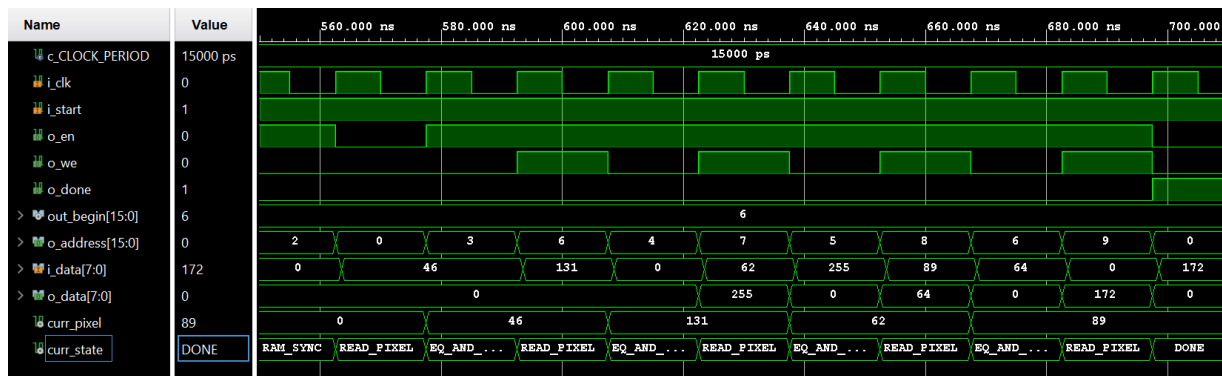 Name Value 560.000 ns 580.000 ns 600.000 ns 620.000 ns 640.000 ns 660.000 ns 680.000 ns 700.000
c_CLOCK_PERIOD 15000 ps 15000 ps
i_clk 0
i_start 1
o_en 0
o_we 0
o_done 1
out_begin[15:0] 6 6
o_address[15:0] 0 2 0 3 6 4 7 5 8 6 9 0
i_data[7:0] 172 0 46 131 0 62 255 89 64 0 172
o_data[7:0] 0 0 255 0 64 0 172 0
curr_pixel 89 0 46 131 62 89
curr_state DONE RAM_SYNC READ_PIXEL EQ_AND_... READ_PIXEL EQ_AND_... READ_PIXEL EQ_AND_... READ_PIXEL EQ_AND_... READ_PIXEL DONE